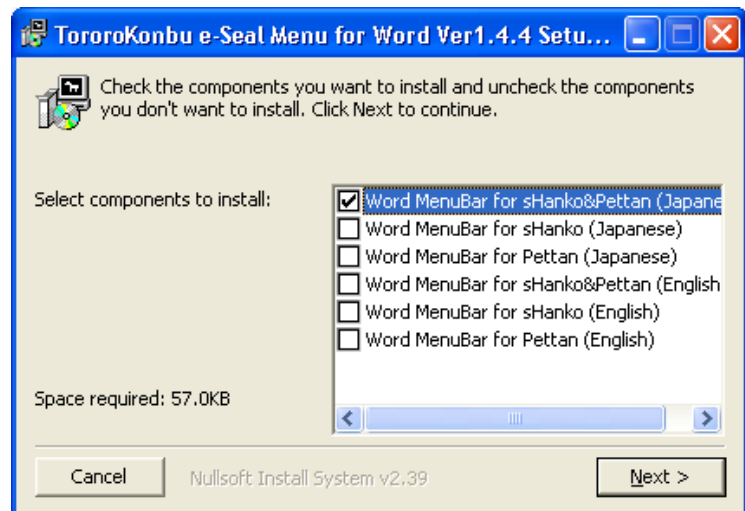 TororoKonbu e-Seal Menu for Word Ver1.4.4 Setu...
Check the components you want to install and uncheck the components
you don't want to install. Click Next to continue.
Select components to install:
Word MenuBar for sHanko&Pettan (Japane
Word MenuBar for sHanko (Japanese)
Word MenuBar for Pettan (Japanese)
Word MenuBar for sHanko&Pettan (English
Word MenuBar for sHanko (English)
Word MenuBar for Pettan (English)
Space required: 57.0KB
Cancel
Nullsoft Install System v2.39
Next >